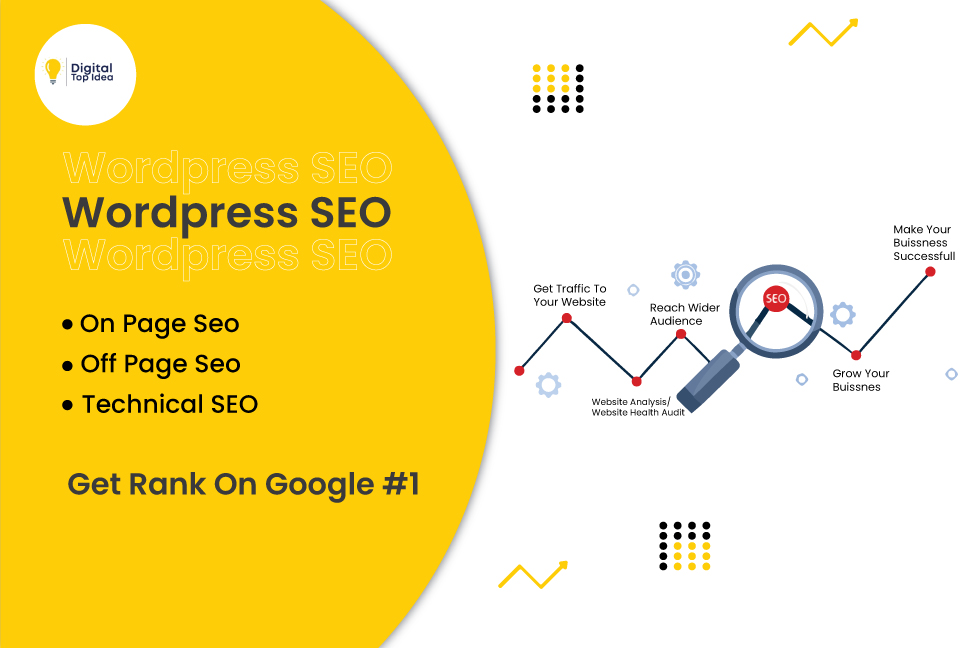 Digital
Top Idea
Wordpress SEO
Wordpress SEO
Wordpress SEO
• On Page Seo
• Off Page Seo
• Technical SEO
Get Rank On Google #1
Get Traffic To
Your Website
Website Analysis/
Website Health Audit
Reach Wider
Audience
SEO
Grow Your
Buissnes
Make Your
Buissness
Successfull